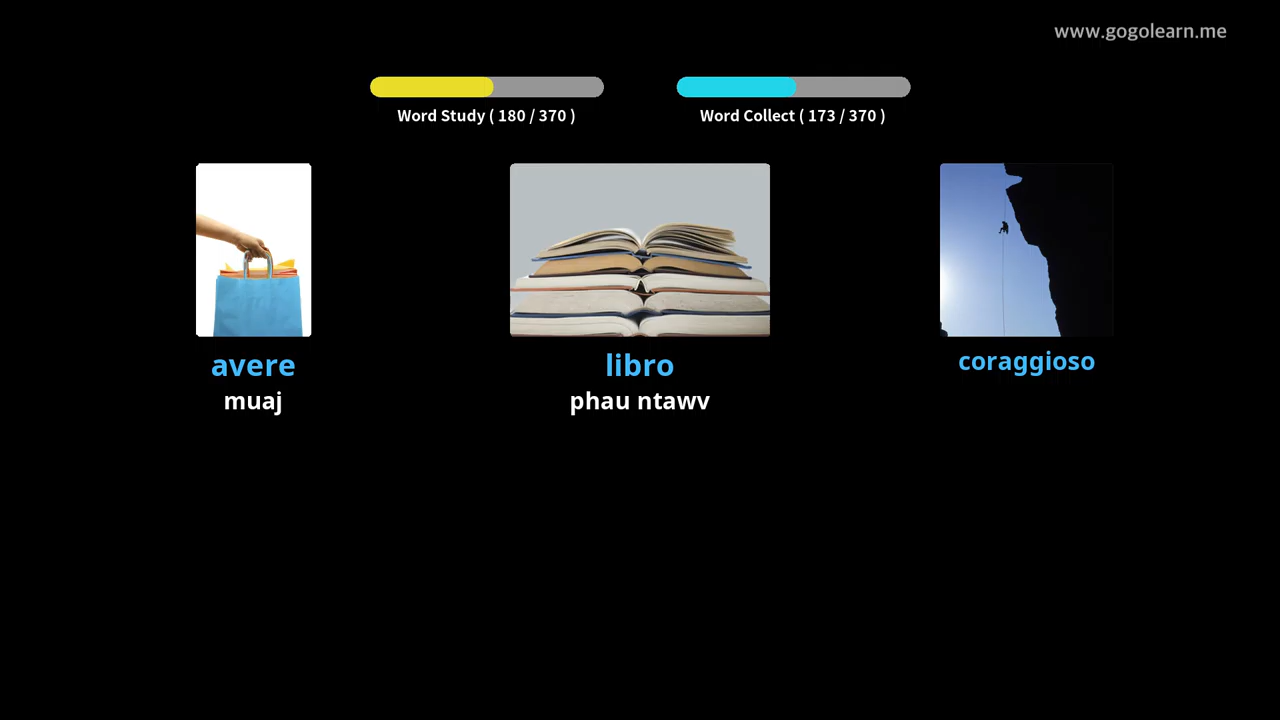 www.gogolearn.me
Word Study ( 180 / 370 )
Word Collect ( 173 / 370 )
avere
muaj
libro
phau ntawv
coraggioso